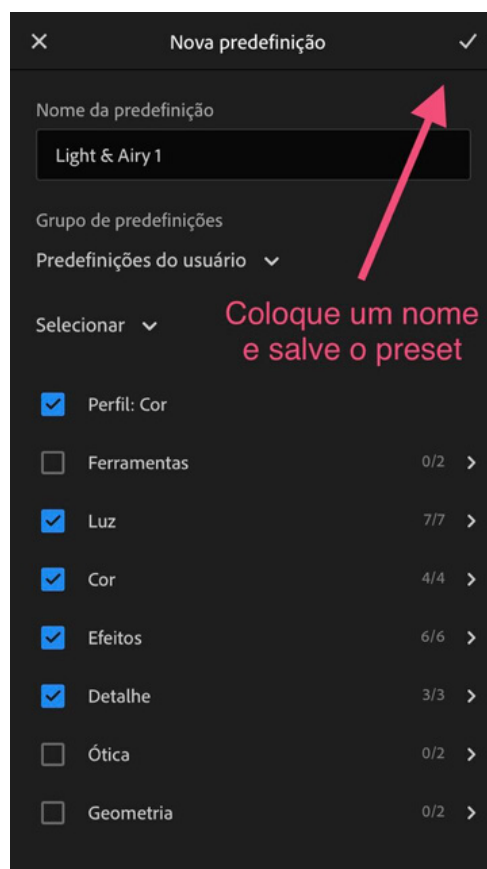 Nova predefinição
Nome da predefinição
Light & Airy 1
Grupo de predefinições
Predefinições do usuário
Coloque um nome
e salve o preset
Selecionar
Perfil: Cor
Ferramentas 0/2
Luz 7/7
Cor 4/4
Efeitos 6/6
Detalhe 3/3
Ótica 0/2
Geometria 0/2